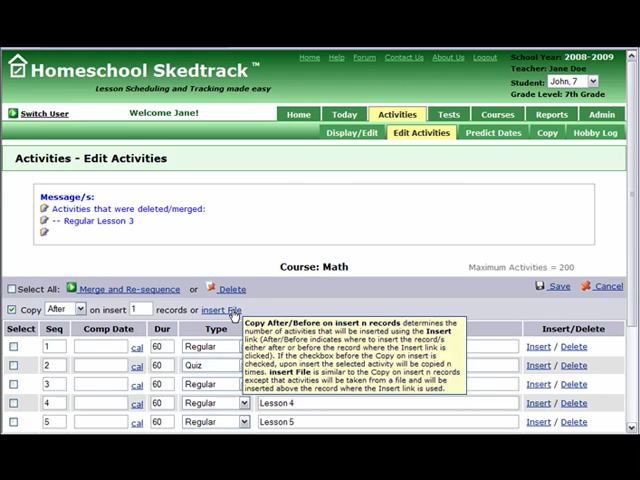 Home Help Forum Contact Us About Us Logout School Year: 2008-2009
Homeschool Skedtrack ™ Teacher: Jane Doe
Student: John, 7
Lesson Scheduling and Tracking made easy Grade Level: 7th Grade
Switch User Welcome Jane! Home Today Activities Tests Courses Reports Admin
Display/Edit Edit Activities Predict Dates Copy Hobby Log
Activities - Edit Activities
Message/s:
Activities that were deleted/merged:
-- Regular Lesson 3
Course: Math Maximum Activities = 200
Select All: Merge and Re-sequence or Delete Save Cancel
Copy After on insert 1 records or insert File
Select Seq Comp Date Dur Type Insert/Delete
Copy After/Before on insert n records determines the
number of activities that will be inserted using the Insert
link (After/Before indicates where to insert the record/s
either after or before the record where the Insert link is
clicked). If the checkbox before the Copy on insert is
checked, upon insert the selected activity will be copied n
times. insert File is similar to the Copy on insert n records
except that activities will be taken from a file and will be
inserted above the record where the Insert link is used.
1 cal 60 Regular Insert / Delete
2 cal 60 Quiz Insert / Delete
3 cal 60 Regular Insert / Delete
4 cal 60 Regular Lesson 4 Insert / Delete
5 cal 60 Regular Lesson 5 Insert / Delete